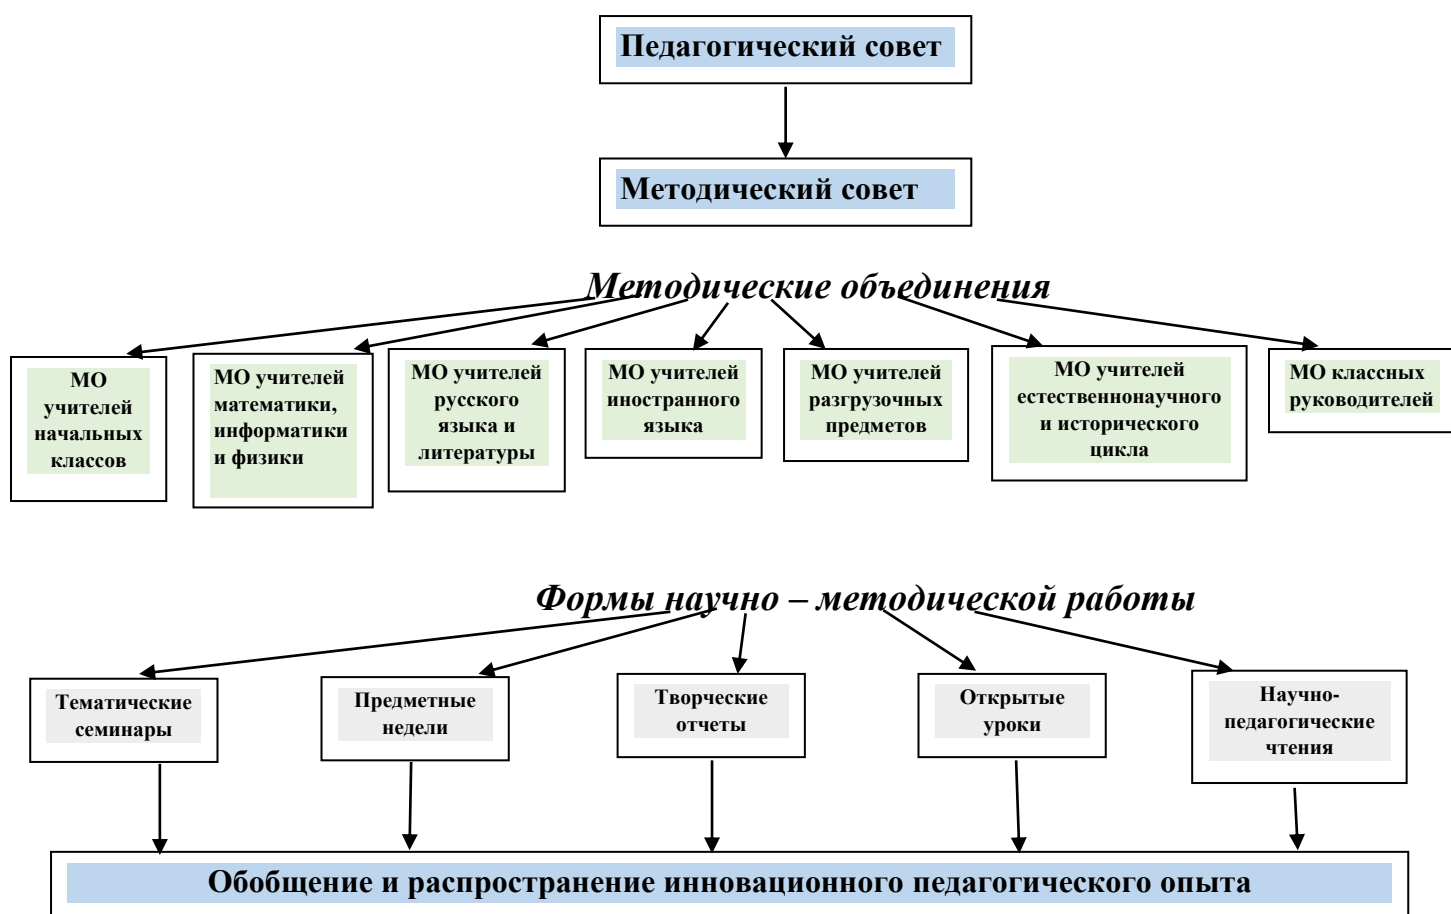 Педагогический совет
Методический совет
Методические объединения
МО
учителей
начальных
классов
МО учителей
математики,
информатики
и физики
МО учителей
русского
языка и
литературы
МО учителей
иностранного
языка
МО учителей
разгрузочных
предметов
МО учителей
естественнонаучного
и исторического
цикла
МО классных
руководителей
Формы научно – методической работы
Тематические
семинары
Предметные
недели
Творческие
отчеты
Открытые
уроки
Научно-
педагогические
чтения
Обобщение и распространение инновационного педагогического опыта